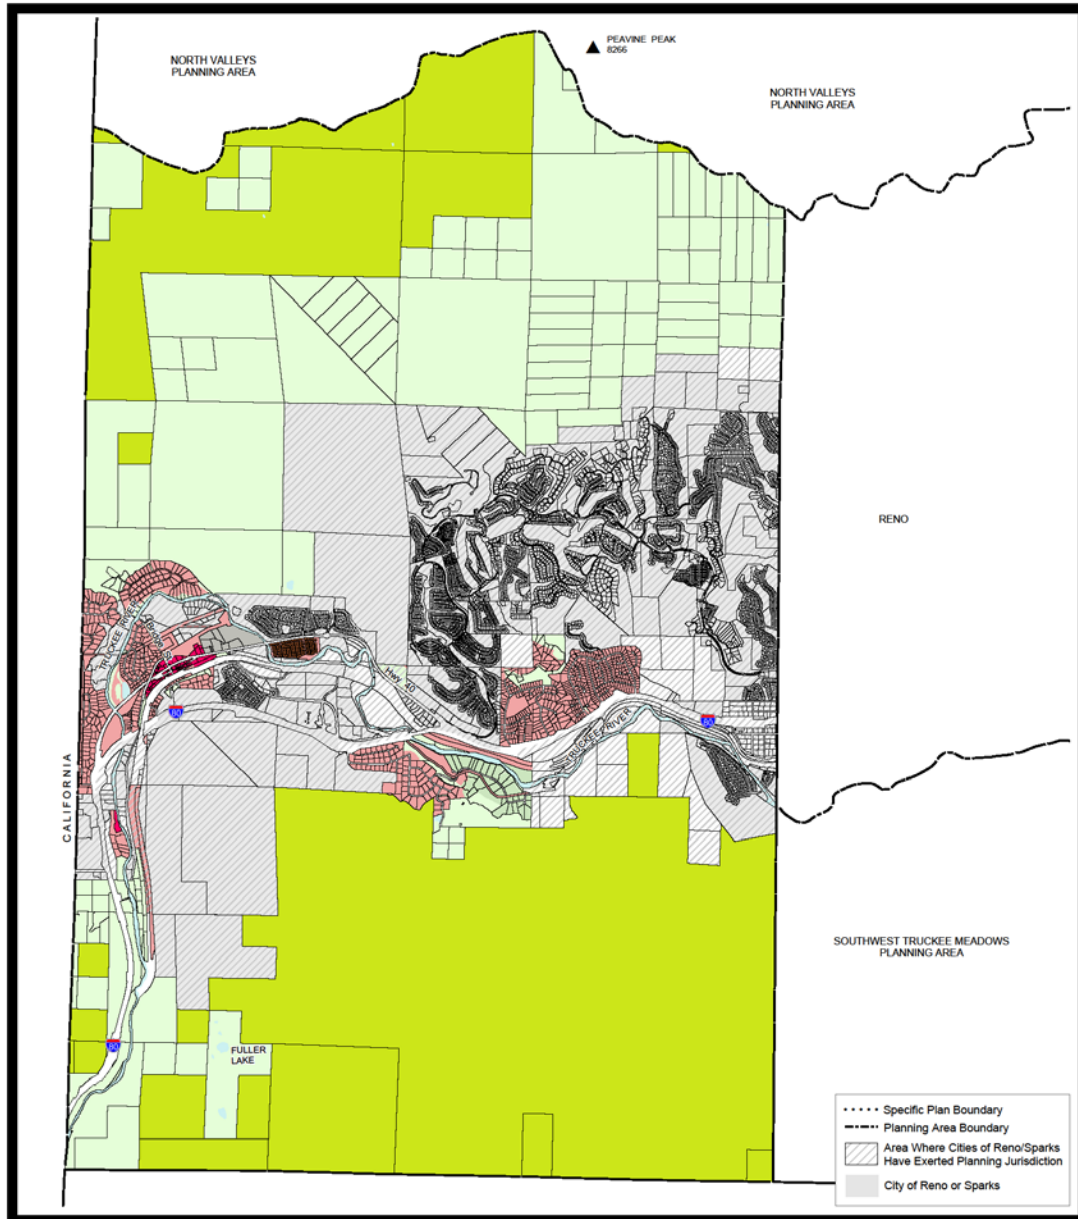 PEAVINE PEAK
8266
NORTH VALLEYS
PLANNING AREA
NORTH VALLEYS
PLANNING AREA
RENO
TRUCKEE RIVER
Hwy 40
80
80
TRUCKEE RIVER
CALIFORNIA
SOUTHWEST TRUCKEE MEADOWS
PLANNING AREA
80
FULLER
LAKE
Specific Plan Boundary
Planning Area Boundary
Area Where Cities of Reno/Sparks
Have Exerted Planning Jurisdiction
City of Reno or Sparks